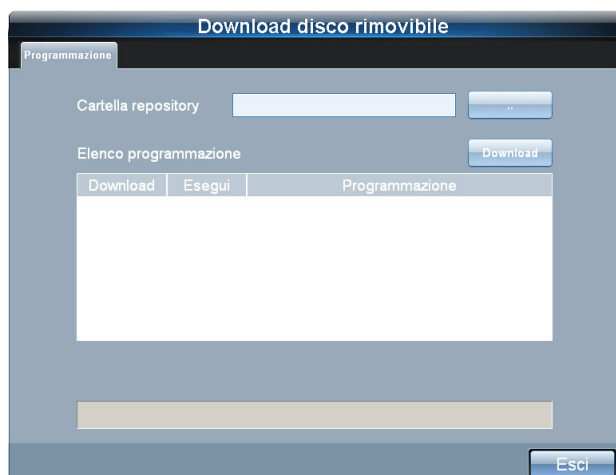 Download disco rimovibile
Programmazione
Cartella repository
..
Elenco programmazione
Download
Download Esegui Programmazione
Esci